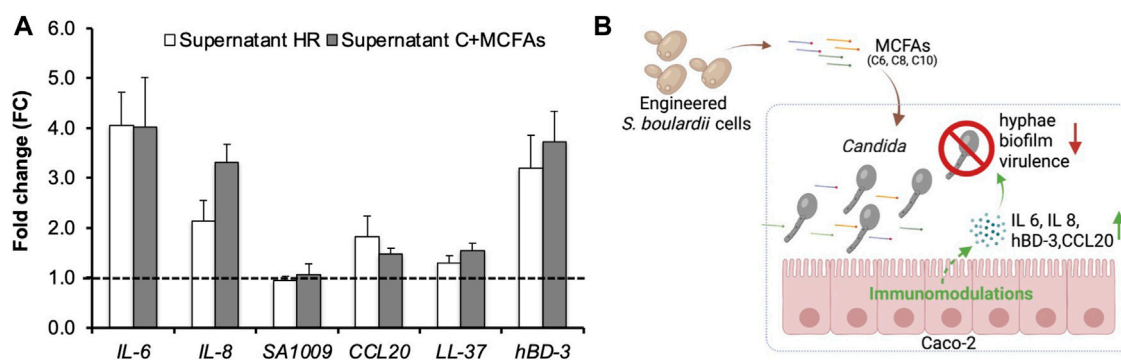 A
Fold change (FC)
6.0
5.0
4.0
3.0
2.0
1.0
0.0
Supernatant HR
Supernatant C+MCFAs
IL-6
IL-8
SA1009
CCL20
LL-37
hBD-3
B
Engineered
S. boulardii cells
MCFAs
(C6, C8, C10)
Candida
hyphae
biofilm
virulence
IL 6, IL 8,
hBD-3,CCL20
Immunomodulations
Caco-2